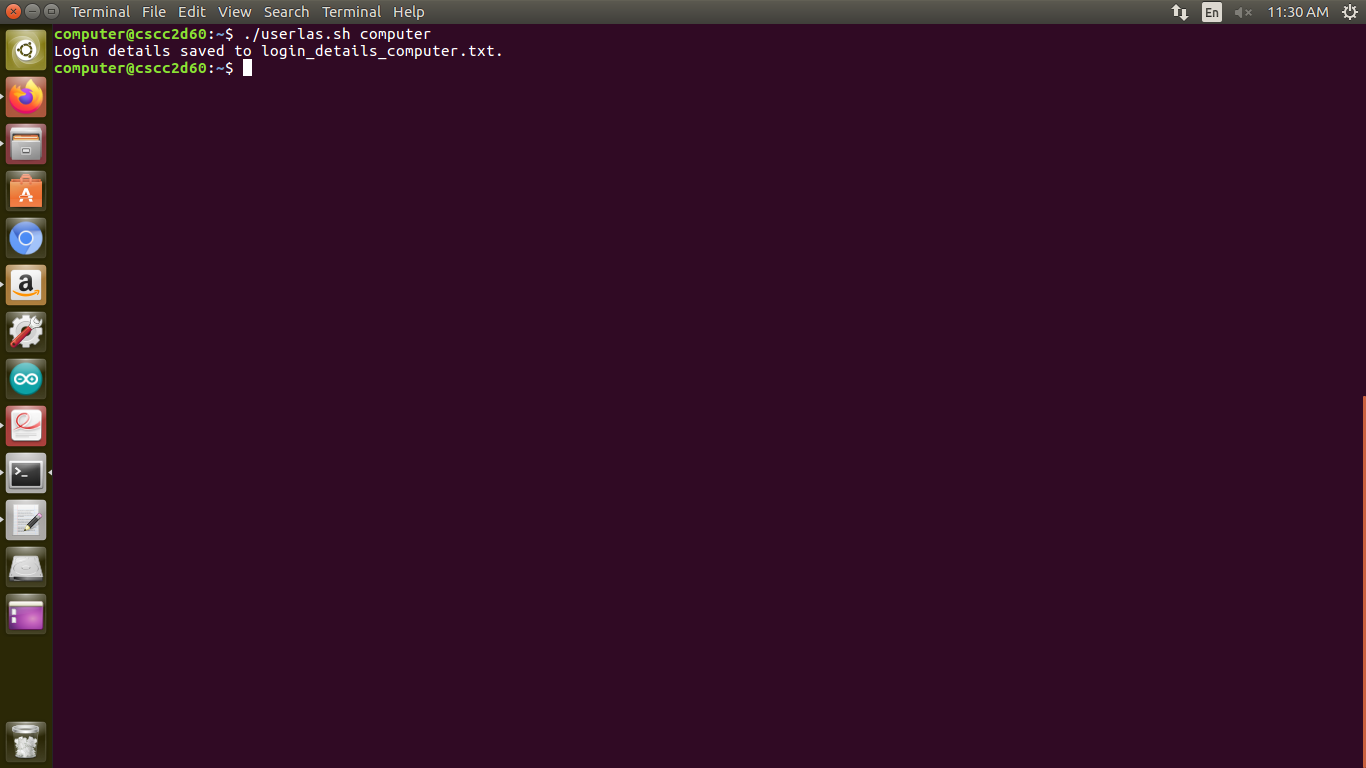 Terminal File Edit View Search Terminal Help En 11:30 AM
computer@cscc2d60:~$ ./userlas.sh computer
Login details saved to login_details_computer.txt.
computer@cscc2d60:~$